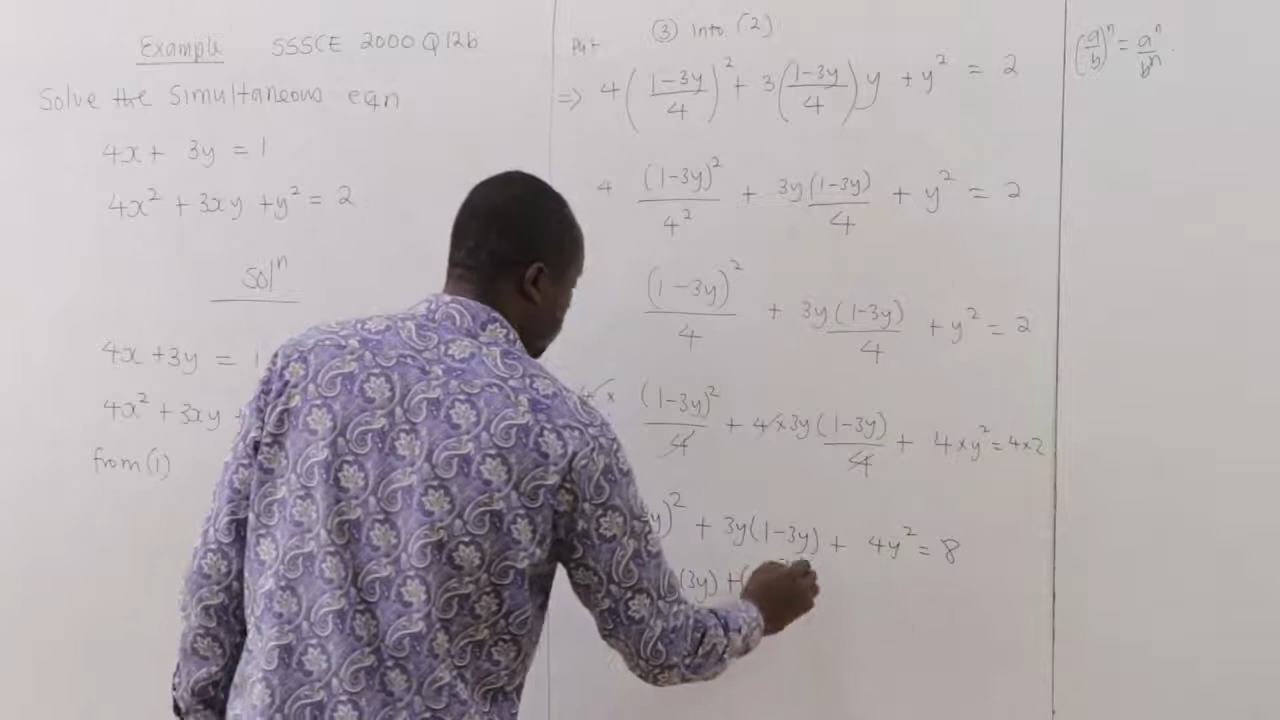 Example SSSCE 2000 Q12b
Solve the Simultaneous eqn
4x + 3y = 1
4x² + 3xy + y² = 2
Solⁿ
4x + 3y = 1
4x² + 3xy +
from (1)
Put ③ into (2)
=> 4((1-3y)/4)² + 3((1-3y)/4)y + y² = 2
4 (1-3y)²/4² + 3y(1-3y)/4 + y² = 2
(1-3y)²/4 + 3y(1-3y)/4 + y² = 2
4 × (1-3y)²/4 + 4×3y(1-3y)/4 + 4×y² = 4×2
y)² + 3y(1-3y) + 4y² = 8
(3y) + (
(a/b)ⁿ = aⁿ/bⁿ.